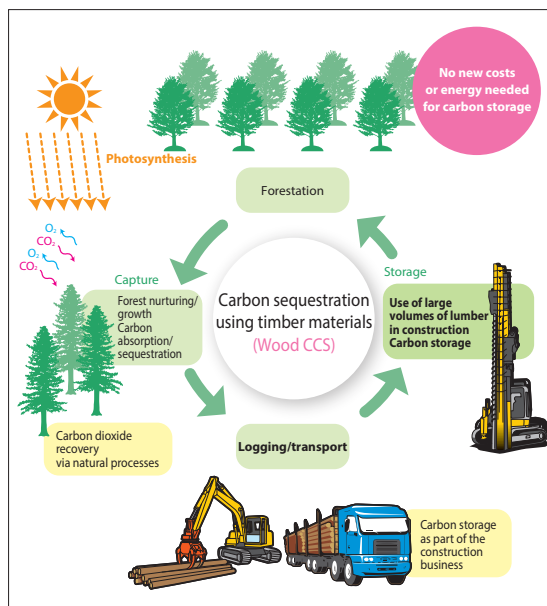 No new costs
or energy needed
for carbon storage
Photosynthesis
Forestation
O₂
CO₂
O₂
CO₂
Capture
Forest nurturing/
growth
Carbon
absorption/
sequestration
Carbon sequestration
using timber materials
(Wood CCS)
Storage
Use of large
volumes of lumber
in construction
Carbon storage
Carbon dioxide
recovery
via natural processes
Logging/transport
Carbon storage
as part of the
construction
business